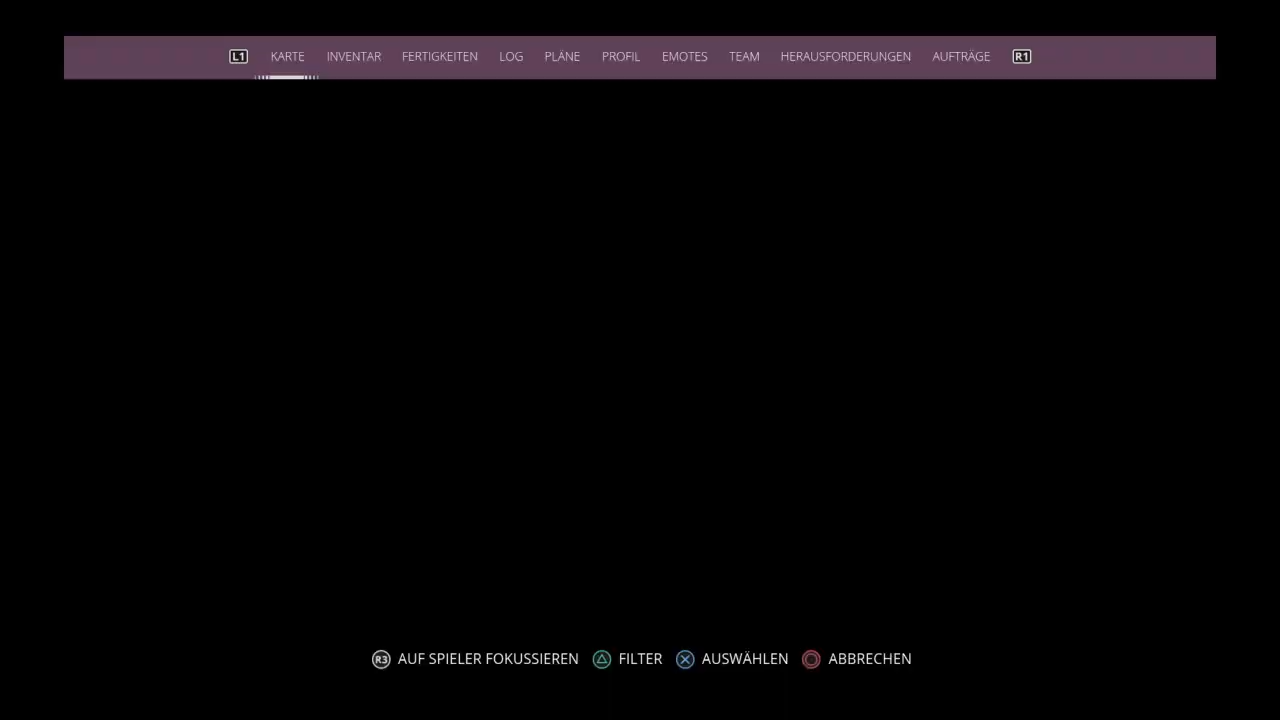 L1 KARTE INVENTAR FERTIGKEITEN LOG PLÄNE PROFIL EMOTES TEAM HERAUSFORDERUNGEN AUFTRÄGE R1
R3 AUF SPIELER FOKUSSIEREN FILTER AUSWÄHLEN ABBRECHEN